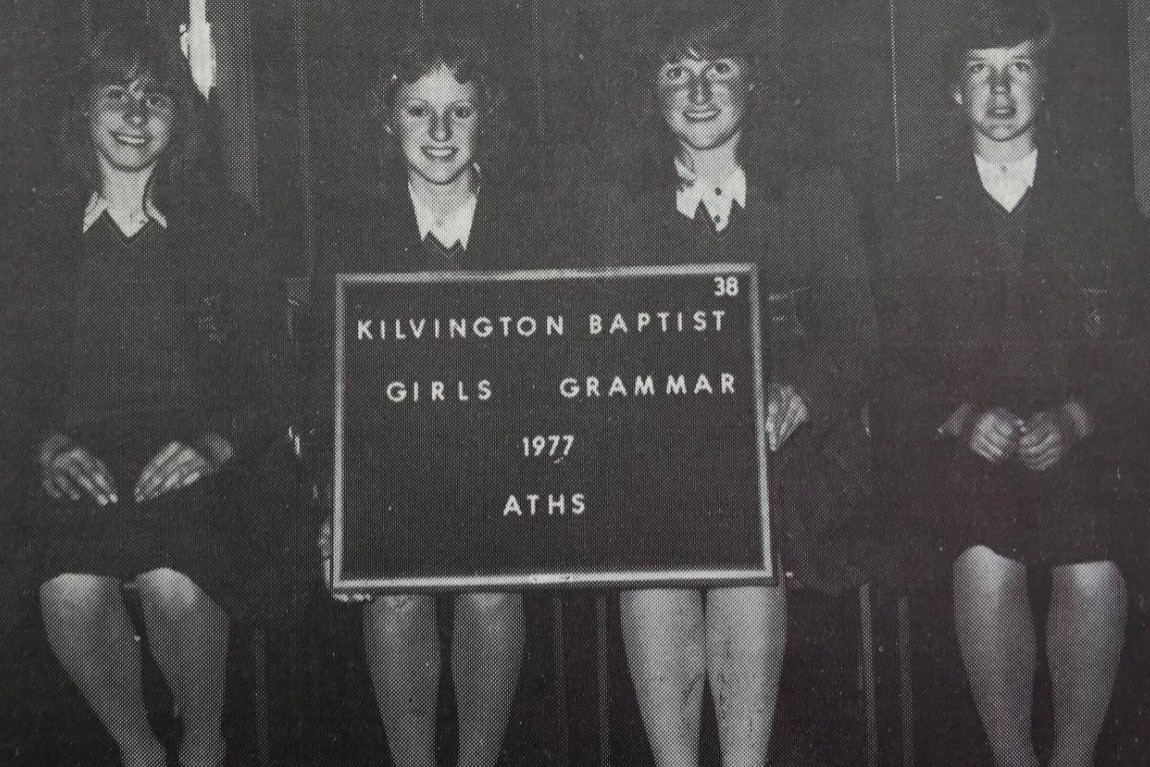 38
KILVINGTON BAPTIST
GIRLS GRAMMAR
1977
ATHS